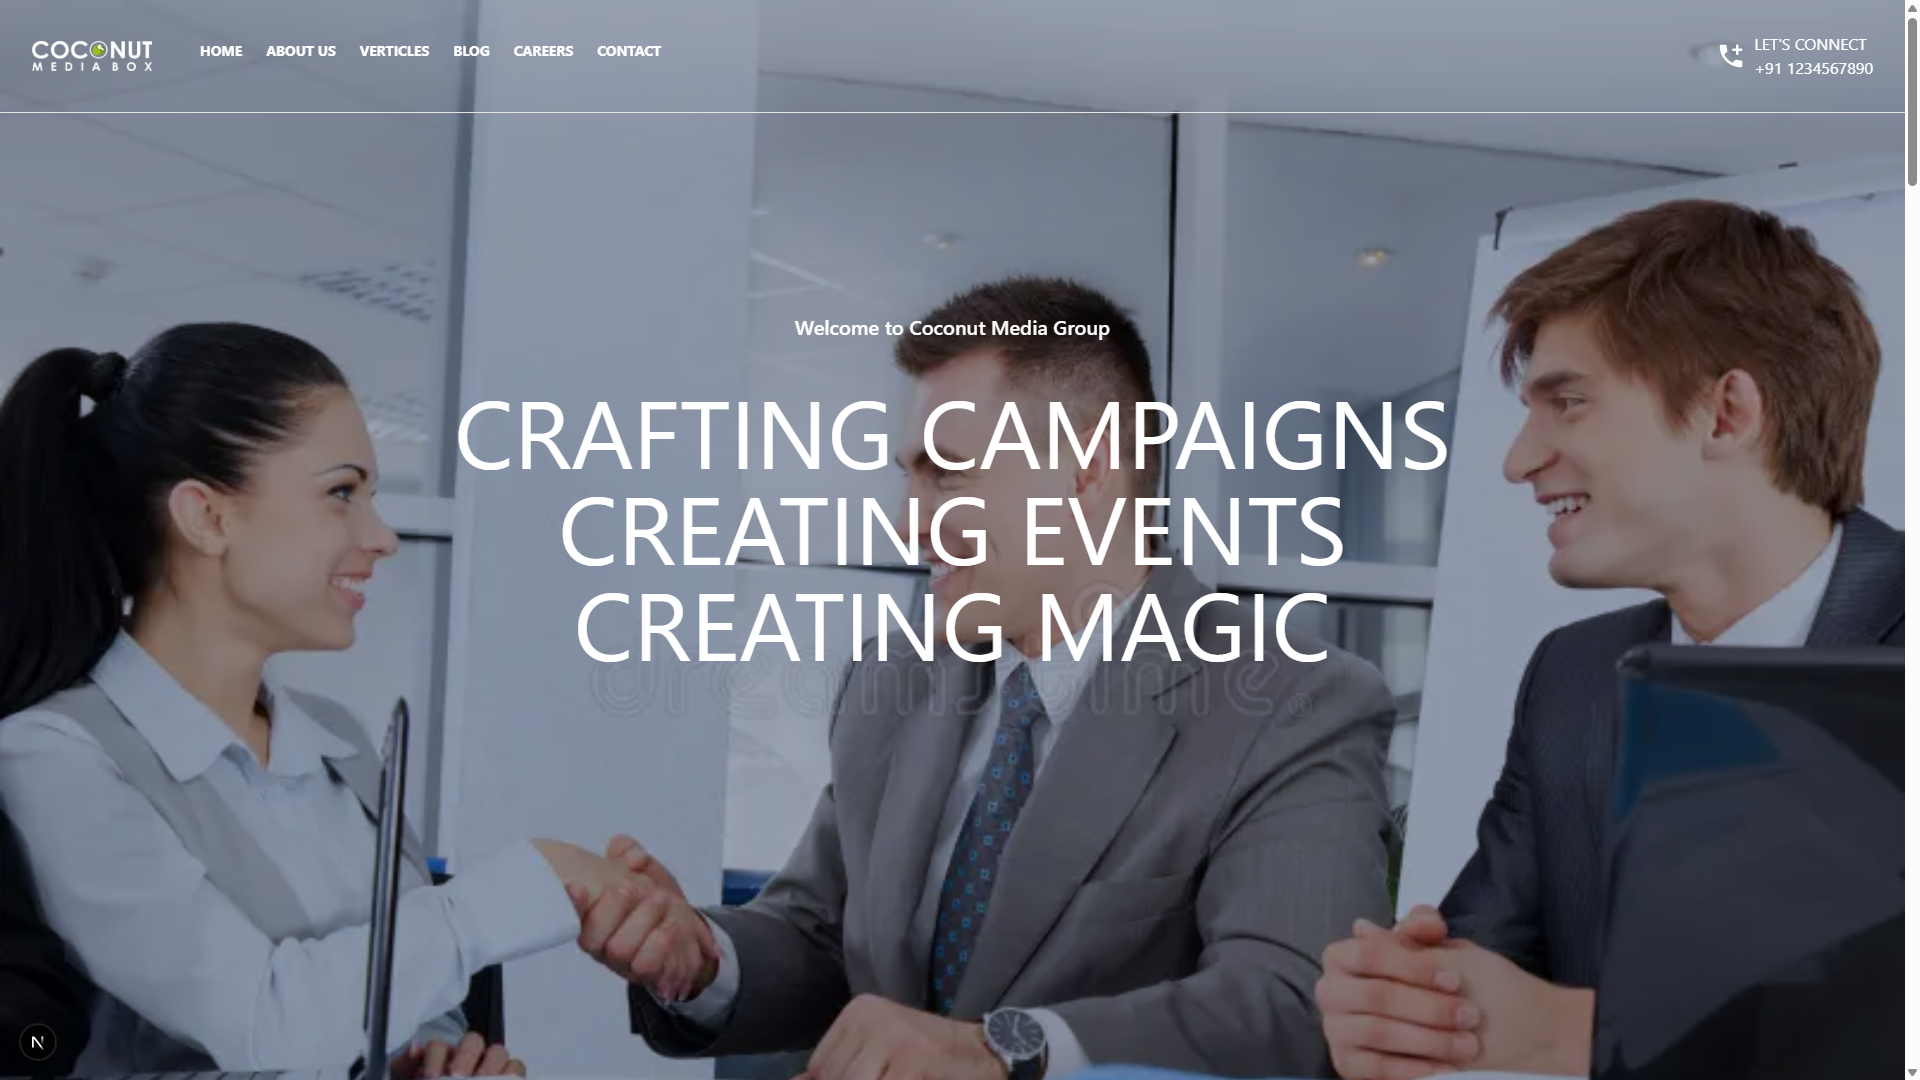 COCONUT
MEDIA BOX
HOME ABOUT US VERTICLES BLOG CAREERS CONTACT
LET'S CONNECT
+91 1234567890
Welcome to Coconut Media Group
CRAFTING CAMPAIGNS
CREATING EVENTS
CREATING MAGIC
dreamstime®
N